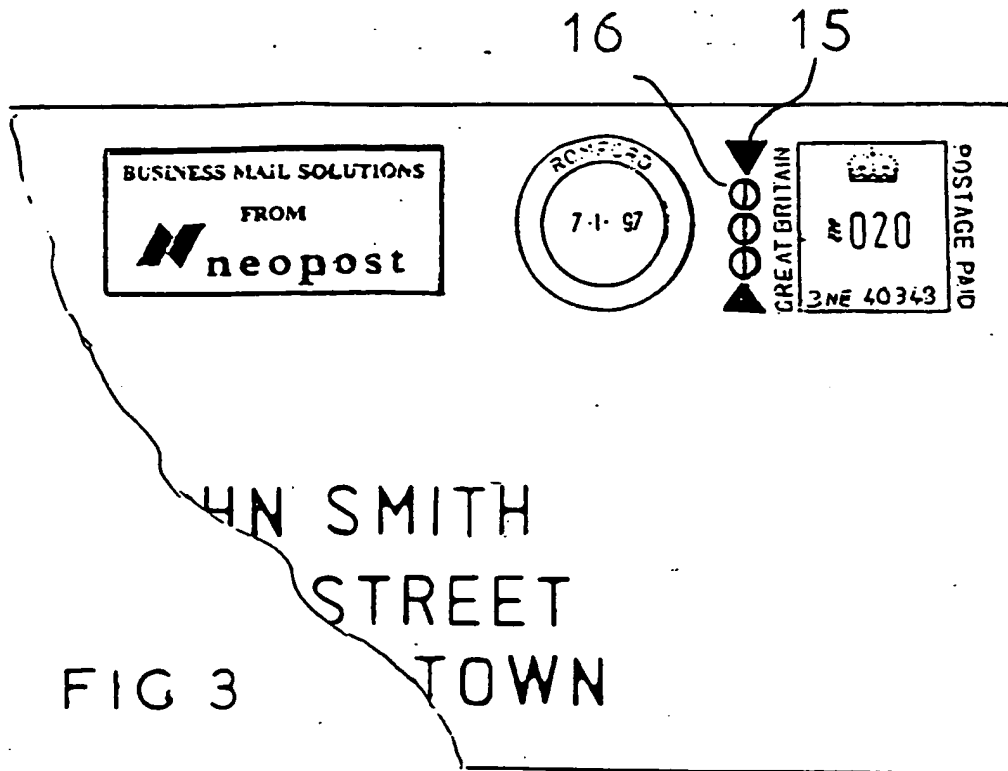 16 15
BUSINESS MAIL SOLUTIONS
FROM
neopost
ROMFORD
7·1· 97
GREAT BRITAIN
020
3NE 40343
POSTAGE PAID
HN SMITH
STREET
TOWN
FIG 3